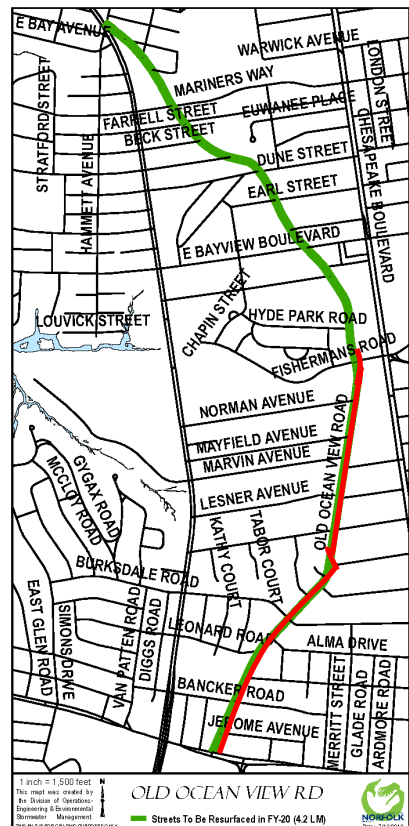 E BAY AVENUE
WARWICK AVENUE
LONDON STREET
MARINERS WAY
STRATFORD STREET
FARRELL STREET
EUWANEE PLACE
BECK STREET
CHESAPEAKE BOULEVARD
HAMMETT AVENUE
DUNE STREET
EARL STREET
E BAYVIEW BOULEVARD
CHAPIN STREET
LOUVICK STREET
HYDE PARK ROAD
FISHERMANS ROAD
NORMAN AVENUE
OLD OCEAN VIEW ROAD
MAYFIELD AVENUE
MARVIN AVENUE
GYGAX ROAD
MCCLOY ROAD
LESNER AVENUE
KATHY COURT
TABOR COURT
BURKSDALE ROAD
EAST GLEN ROAD
SIMONS DRIVE
VAN PATTEN ROAD
DIGGS ROAD
LEONARD ROAD
ALMA DRIVE
BANCKER ROAD
MERRITT STREET
GLADE ROAD
ARDMORE ROAD
JEROME AVENUE
1 inch = 1,500 feet
N
This map was created by
the Division of Operations-
Engineering & Environmental
Stormwater Management.
OLD OCEAN VIEW RD
Streets To Be Resurfaced in FY-20 (4.2 LM)
NORFOLK